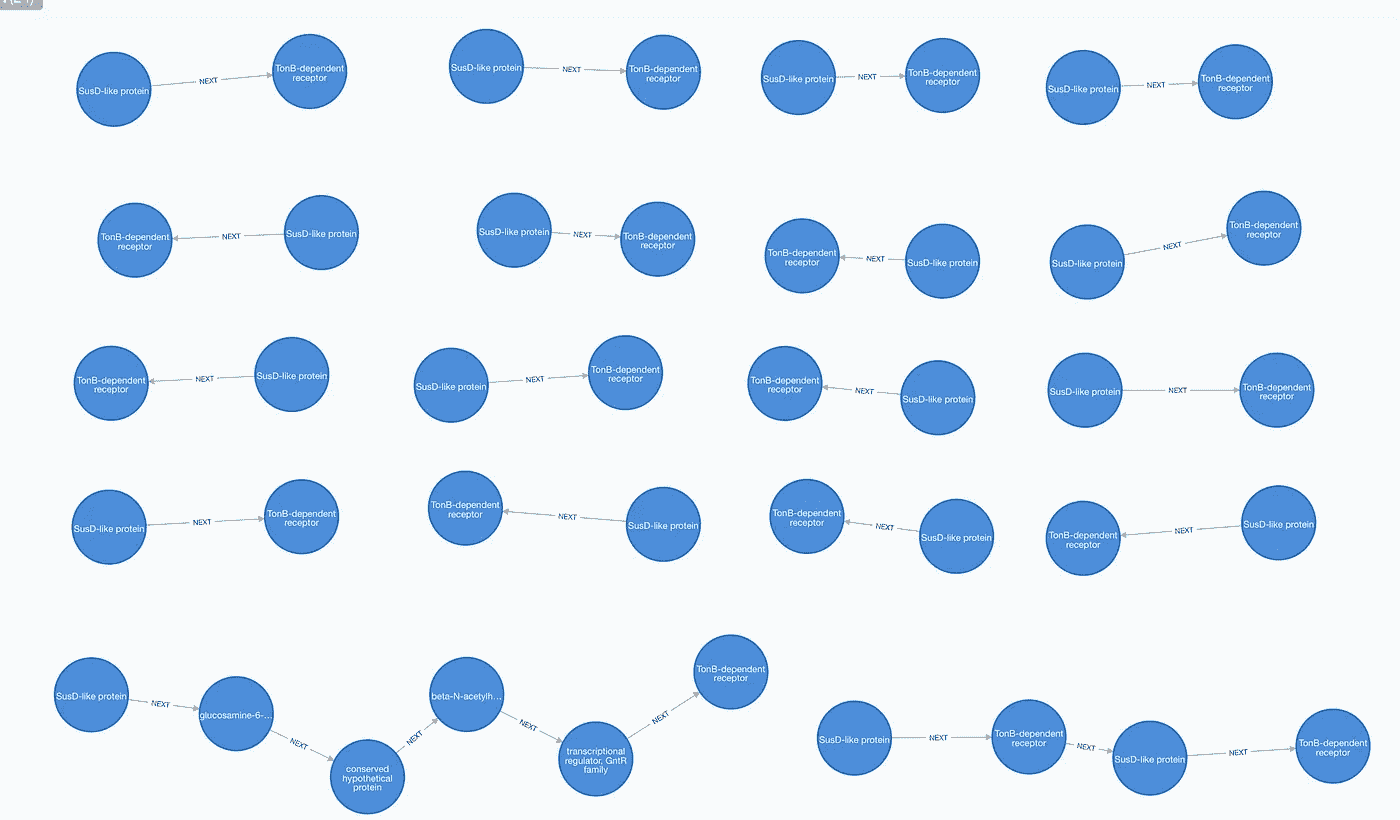 SusD-like protein
NEXT
TonB-dependent
receptor
SusD-like protein
NEXT
TonB-dependent
receptor
SusD-like protein
NEXT
TonB-dependent
receptor
SusD-like protein
NEXT
TonB-dependent
receptor
TonB-dependent
receptor
NEXT
SusD-like protein
SusD-like protein
NEXT
TonB-dependent
receptor
TonB-dependent
receptor
NEXT
SusD-like protein
SusD-like protein
NEXT
TonB-dependent
receptor
TonB-dependent
receptor
NEXT
SusD-like protein
SusD-like protein
NEXT
TonB-dependent
receptor
TonB-dependent
receptor
NEXT
SusD-like protein
SusD-like protein
NEXT
TonB-dependent
receptor
SusD-like protein
NEXT
TonB-dependent
receptor
TonB-dependent
receptor
NEXT
SusD-like protein
TonB-dependent
receptor
NEXT
SusD-like protein
TonB-dependent
receptor
NEXT
SusD-like protein
SusD-like protein
NEXT
glucosamine-6-...
NEXT
conserved
hypothetical
protein
NEXT
beta-N-acetylh...
NEXT
transcriptional
regulator, GntR
family
NEXT
TonB-dependent
receptor
SusD-like protein
NEXT
TonB-dependent
receptor
NEXT
SusD-like protein
NEXT
TonB-dependent
receptor